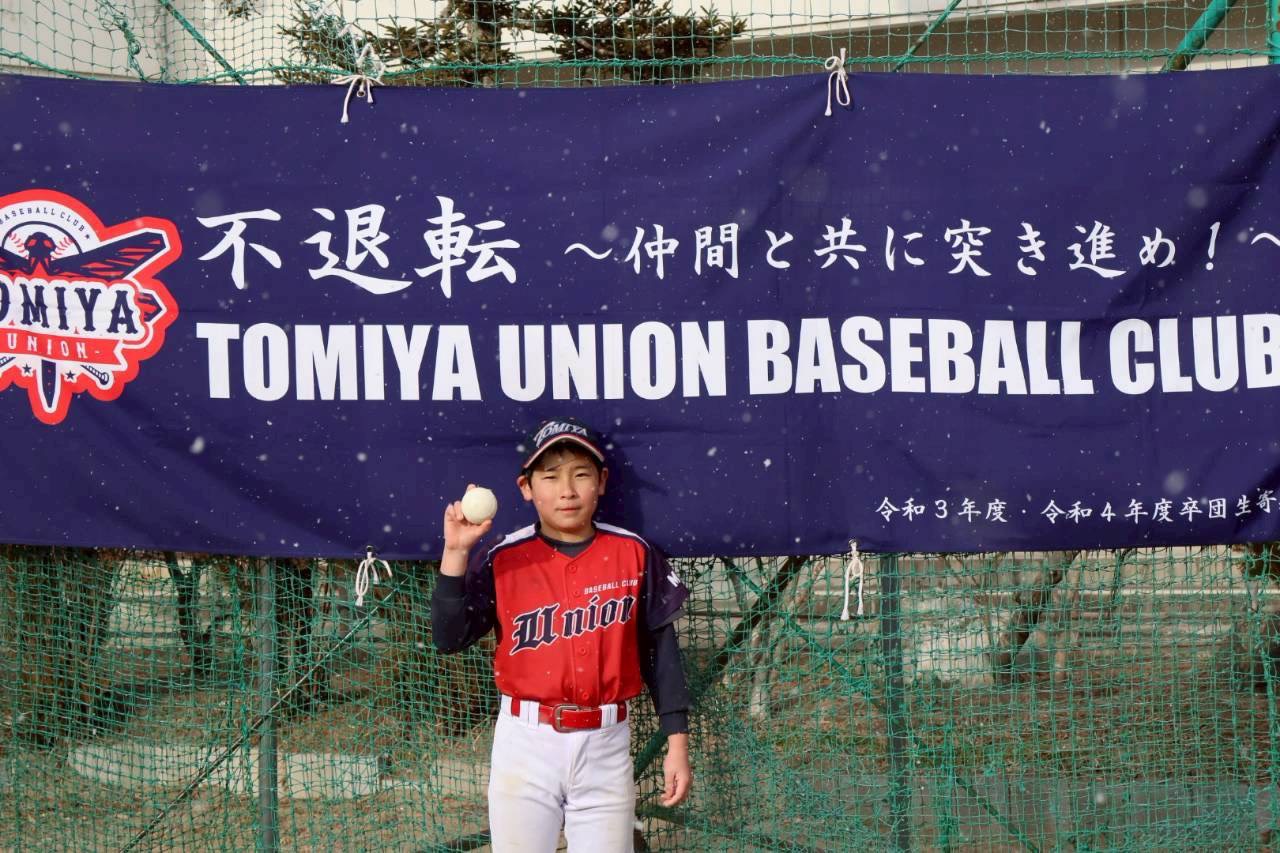 BASEBALL CLUB
TOMIYA
UNION
不退転 ～仲間と共に突き進め！～
TOMIYA UNION BASEBALL CLUB
令和3年度・令和4年度卒団生寄
TOMIYA
BASEBALL CLUB
Union